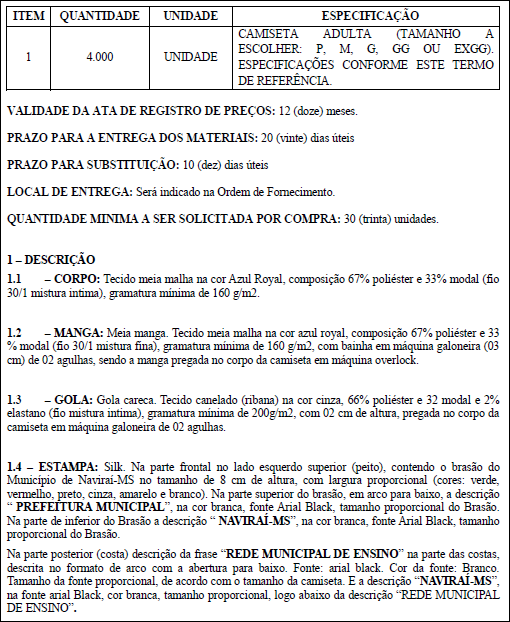 ITEM QUANTIDADE UNIDADE ESPECIFICAÇÃO
1 4.000 UNIDADE CAMISETA ADULTA (TAMANHO A
ESCOLHER: P, M, G, GG OU EXGG).
ESPECIFICAÇÕES CONFORME ESTE TERMO
DE REFERÊNCIA.
VALIDADE DA ATA DE REGISTRO DE PREÇOS: 12 (doze) meses.
PRAZO PARA A ENTREGA DOS MATERIAIS: 20 (vinte) dias úteis
PRAZO PARA SUBSTITUIÇÃO: 10 (dez) dias úteis
LOCAL DE ENTREGA: Será indicado na Ordem de Fornecimento.
QUANTIDADE MINIMA A SER SOLICITADA POR COMPRA: 30 (trinta) unidades.
1 – DESCRIÇÃO
1.1 – CORPO: Tecido meia malha na cor Azul Royal, composição 67% poliéster e 33% modal (fio
30/1 mistura intima), gramatura mínima de 160 g/m2.
1.2 – MANGA: Meia manga. Tecido meia malha na cor azul royal, composição 67% poliéster e 33
% modal (fio 30/1 mistura fina), gramatura mínima de 160 g/m2, com bainha em máquina galoneira (03
cm) de 02 agulhas, sendo a manga pregada no corpo da camiseta em máquina overlock.
1.3 – GOLA: Gola careca. Tecido canelado (ribana) na cor cinza, 66% poliéster e 32 modal e 2%
elastano (fio mistura intima), gramatura mínima de 200g/m2, com 02 cm de altura, pregada no corpo da
camiseta em máquina galoneira de 02 agulhas.
1.4 – ESTAMPA: Silk. Na parte frontal no lado esquerdo superior (peito), contendo o brasão do
Município de Naviraí-MS no tamanho de 8 cm de altura, com largura proporcional (cores: verde,
vermelho, preto, cinza, amarelo e branco). Na parte superior do brasão, em arco para baixo, a descrição
“ PREFEITURA MUNICIPAL”, na cor branca, fonte Arial Black, tamanho proporcional do Brasão.
Na parte de inferior do Brasão a descrição “ NAVIRAÍ-MS”, na cor branca, fonte Arial Black, tamanho
proporcional do Brasão.
Na parte posterior (costa) descrição da frase “REDE MUNICIPAL DE ENSINO” na parte das costas,
descrita no formato de arco com a abertura para baixo. Fonte: arial black. Cor da fonte: Branco.
Tamanho da fonte proporcional, de acordo com o tamanho da camiseta. E a descrição “NAVIRAÍ-MS”,
na fonte arial Black, cor branca, tamanho proporcional, logo abaixo da descrição “REDE MUNICIPAL
DE ENSINO”.